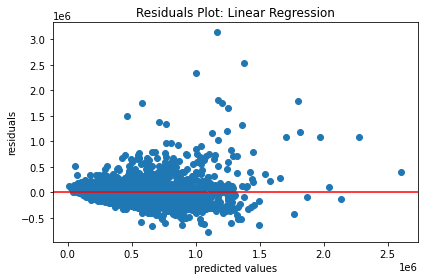 Residuals Plot: Linear Regression
1e6
3.0
2.5
2.0
1.5
1.0
0.5
0.0
−0.5
residuals
0.0 0.5 1.0 1.5 2.0 2.5
predicted values 1e6